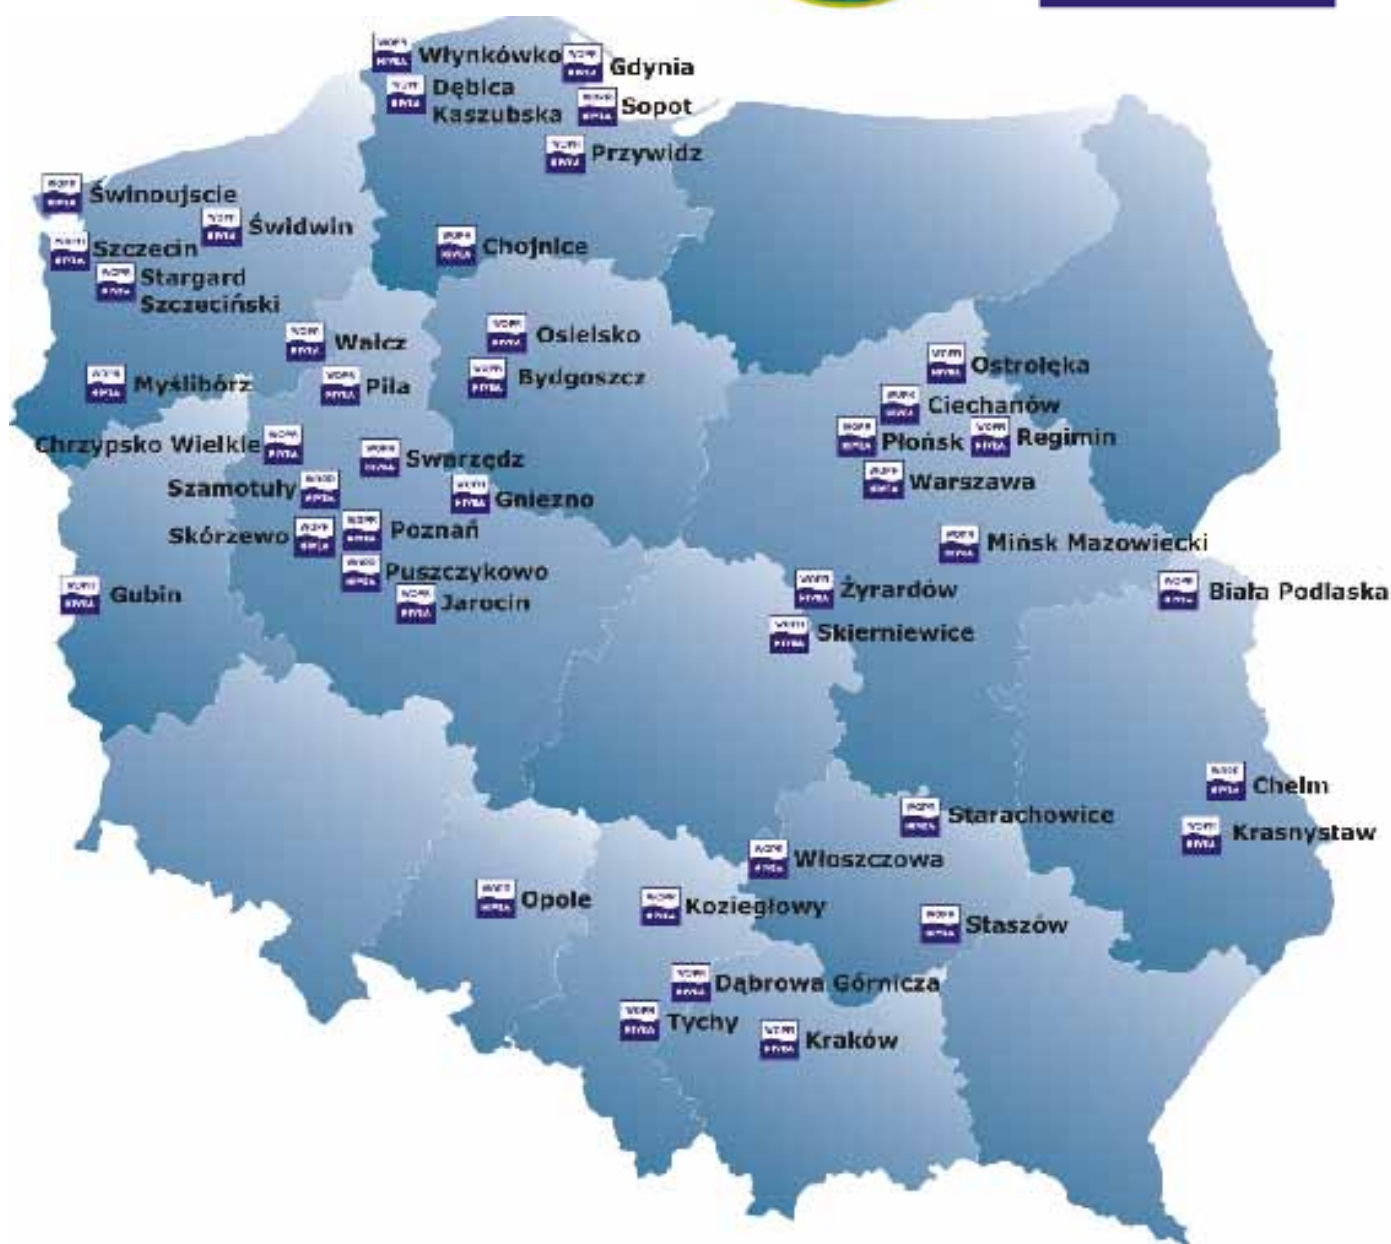 WOPR
NIVEA
Włynkówko
Gdynia
Dębica
Kaszubska
Sopot
Przywidz
Świnoujscie
Świdwin
Szczecin
Chojnice
Stargard
Szczeciński
Wałcz
Osielsko
Ostrołęka
Myślibórz
Piła
Bydgoszcz
Ciechanów
Chrzypsko Wielkie
Płońsk
Regimin
Swarzędz
Szamotuły
Gniezno
Warszawa
Skórzewo
Poznań
Mińsk Mazowiecki
Puszczykowo
Gubin
Jarocin
Żyrardów
Biała Podlaska
Skierniewice
Chełm
Starachowice
Krasnystaw
Włoszczowa
Opole
Koziegłowy
Staszów
Dąbrowa Górnicza
Tychy
Kraków